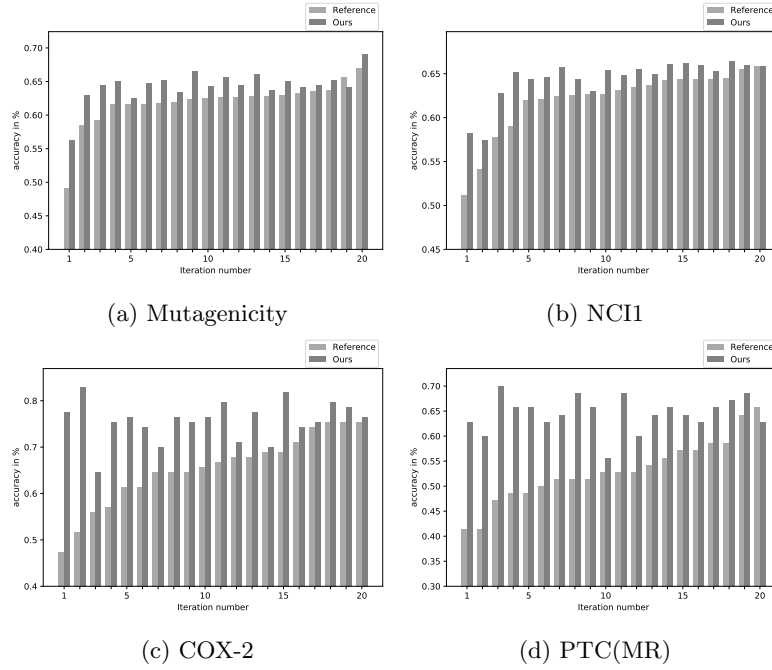 Reference
Ours
0.70
0.65
0.60
0.55
0.50
0.45
0.40
accuracy in %
1 5 10 15 20
Iteration number
(a) Mutagenicity
Reference
Ours
0.65
0.60
0.55
0.50
0.45
accuracy in %
1 5 10 15 20
Iteration number
(b) NCI1
Reference
Ours
0.8
0.7
0.6
0.5
0.4
accuracy in %
1 5 10 15 20
Iteration number
(c) COX-2
Reference
Ours
0.70
0.65
0.60
0.55
0.50
0.45
0.40
0.35
0.30
accuracy in %
1 5 10 15 20
Iteration number
(d) PTC(MR)